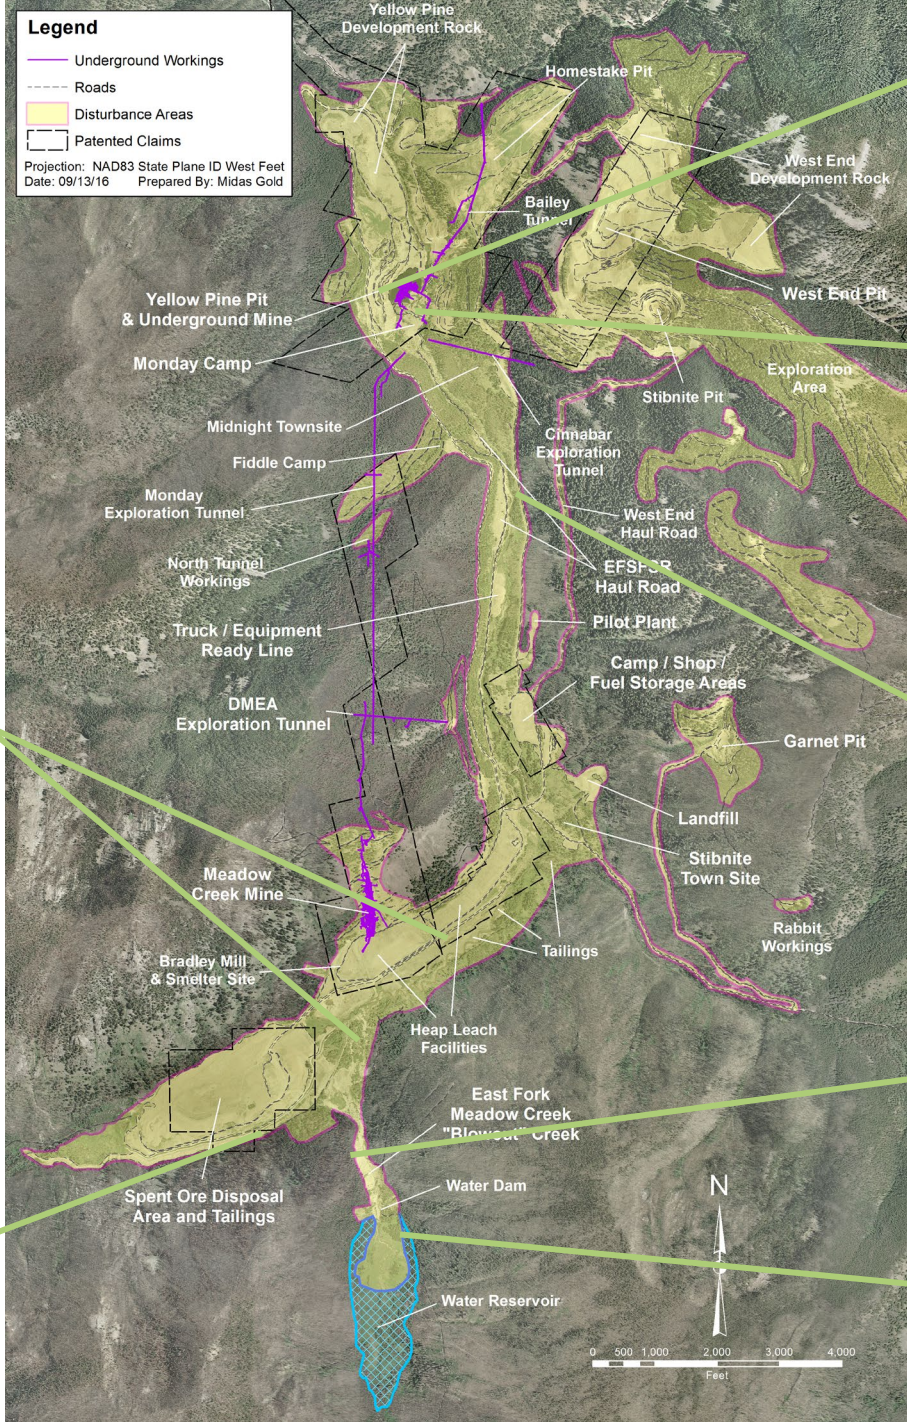 Legend
Underground Workings
Roads
Disturbance Areas
Patented Claims
Projection: NAD83 State Plane ID West Feet
Date: 09/13/16 Prepared By: Midas Gold
Yellow Pine
Development Rock
Homestake Pit
West End
Development Rock
Bailey
Tunnel
West End Pit
Yellow Pine Pit
& Underground Mine
Monday Camp
Exploration
Area
Stibnite Pit
Midnight Townsite
Cinnabar
Exploration
Tunnel
Fiddle Camp
Monday
Exploration Tunnel
West End
Haul Road
North Tunnel
Workings
EFSFSR
Haul Road
Truck / Equipment
Ready Line
Pilot Plant
Camp / Shop /
Fuel Storage Areas
DMEA
Exploration Tunnel
Garnet Pit
Landfill
Stibnite
Town Site
Meadow
Creek Mine
Rabbit
Workings
Tailings
Bradley Mill
& Smelter Site
Heap Leach
Facilities
East Fork
Meadow Creek
"Blowout" Creek
Water Dam
Spent Ore Disposal
Area and Tailings
N
Water Reservoir
0 500 1,000 2,000 3,000 4,000
Feet